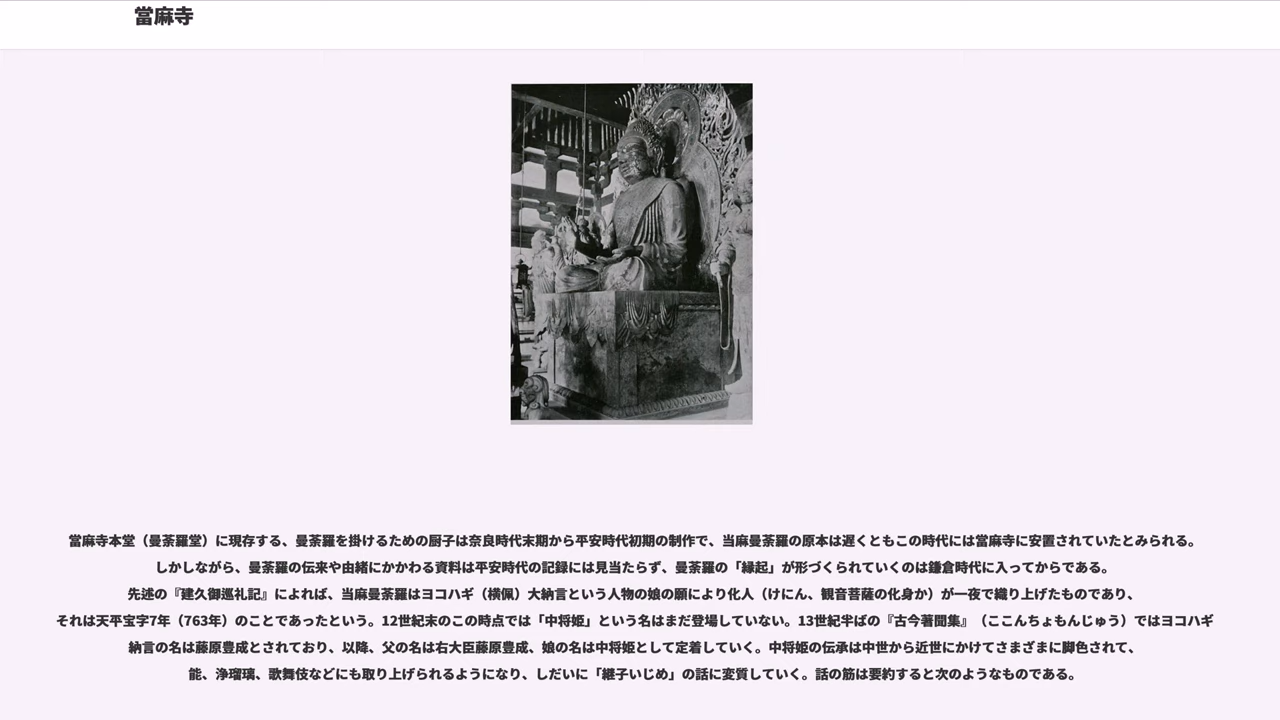 當麻寺
當麻寺本堂（曼荼羅堂）に現存する、曼荼羅を掛けるための厨子は奈良時代末期から平安時代初期の制作で、当麻曼荼羅の原本は遅くともこの時代には當麻寺に安置されていたとみられる。
しかしながら、曼荼羅の伝来や由緒にかかわる資料は平安時代の記録には見当たらず、曼荼羅の「縁起」が形づくられていくのは鎌倉時代に入ってからである。
先述の『建久御巡礼記』によれば、当麻曼荼羅はヨコハギ（横佩）大納言という人物の娘の願により化人（けにん、観音菩薩の化身か）が一夜で織り上げたものであり、
それは天平宝字7年（763年）のことであったという。12世紀末のこの時点では「中将姫」という名はまだ登場していない。13世紀半ばの『古今著聞集』（ここんちょもんじゅう）ではヨコハギ
納言の名は藤原豊成とされており、以降、父の名は右大臣藤原豊成、娘の名は中将姫として定着していく。中将姫の伝承は中世から近世にかけてさまざまに脚色されて、
能、浄瑠璃、歌舞伎などにも取り上げられるようになり、しだいに「継子いじめ」の話に変質していく。話の筋は要約すると次のようなものである。